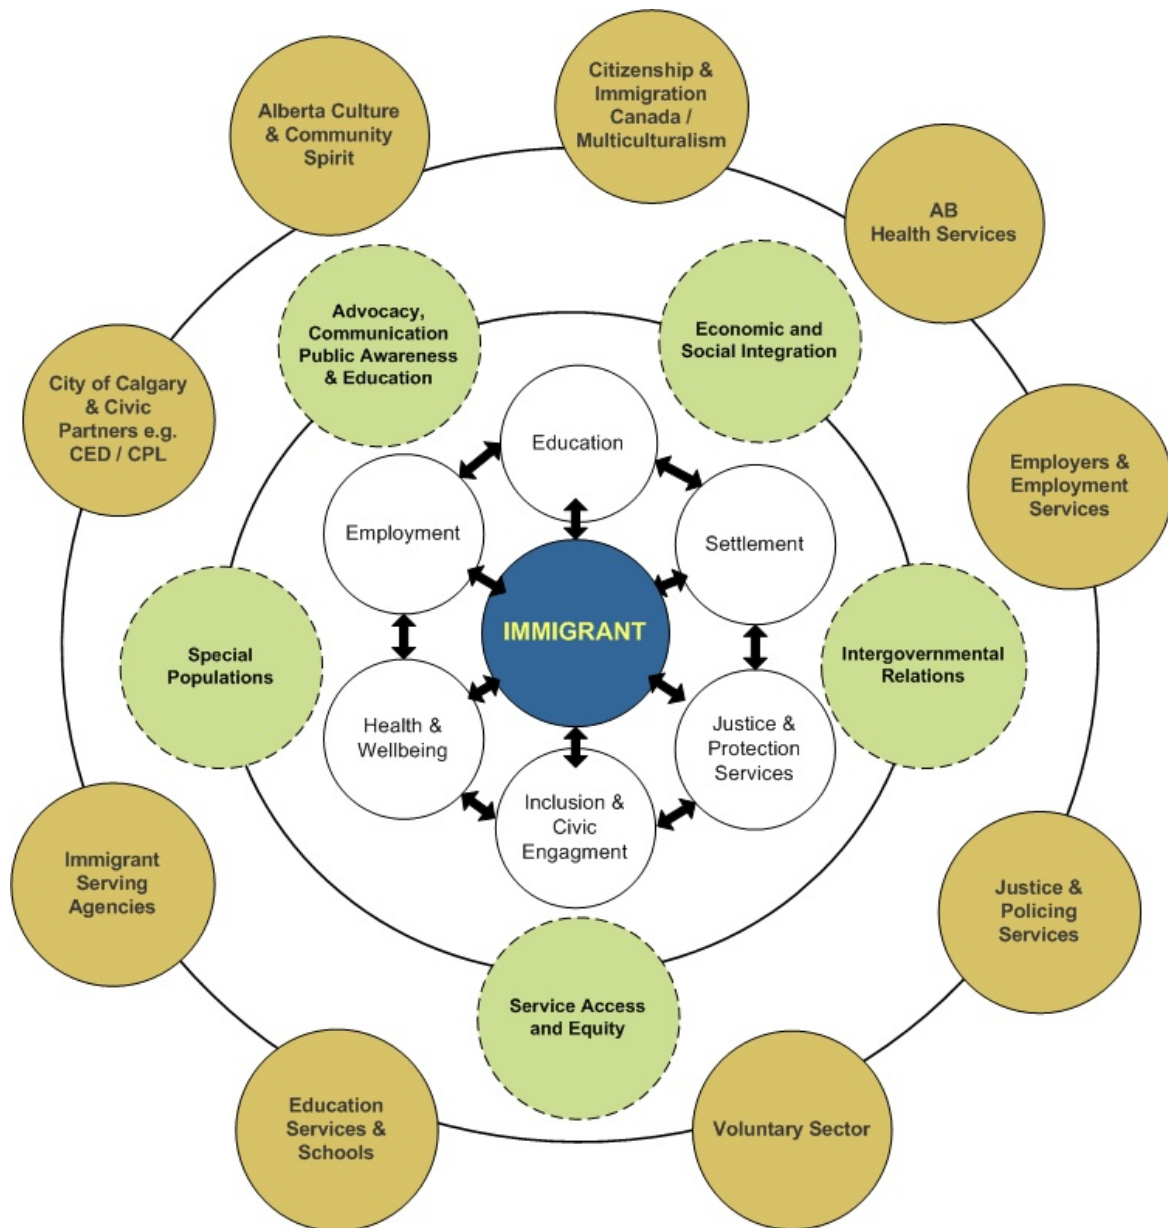 Citizenship &
Immigration
Canada /
Multiculturalism
Alberta Culture
& Community
Spirit
AB
Health Services
Advocacy,
Communication
Public Awareness
& Education
Economic and
Social Integration
City of Calgary
& Civic
Partners e.g.
CED / CPL
Education
Employers &
Employment
Services
Employment
Settlement
IMMIGRANT
Special
Populations
Intergovernmental
Relations
Health &
Wellbeing
Justice &
Protection
Services
Inclusion &
Civic
Engagment
Immigrant
Serving
Agencies
Justice &
Policing
Services
Service Access
and Equity
Education
Services &
Schools
Voluntary Sector